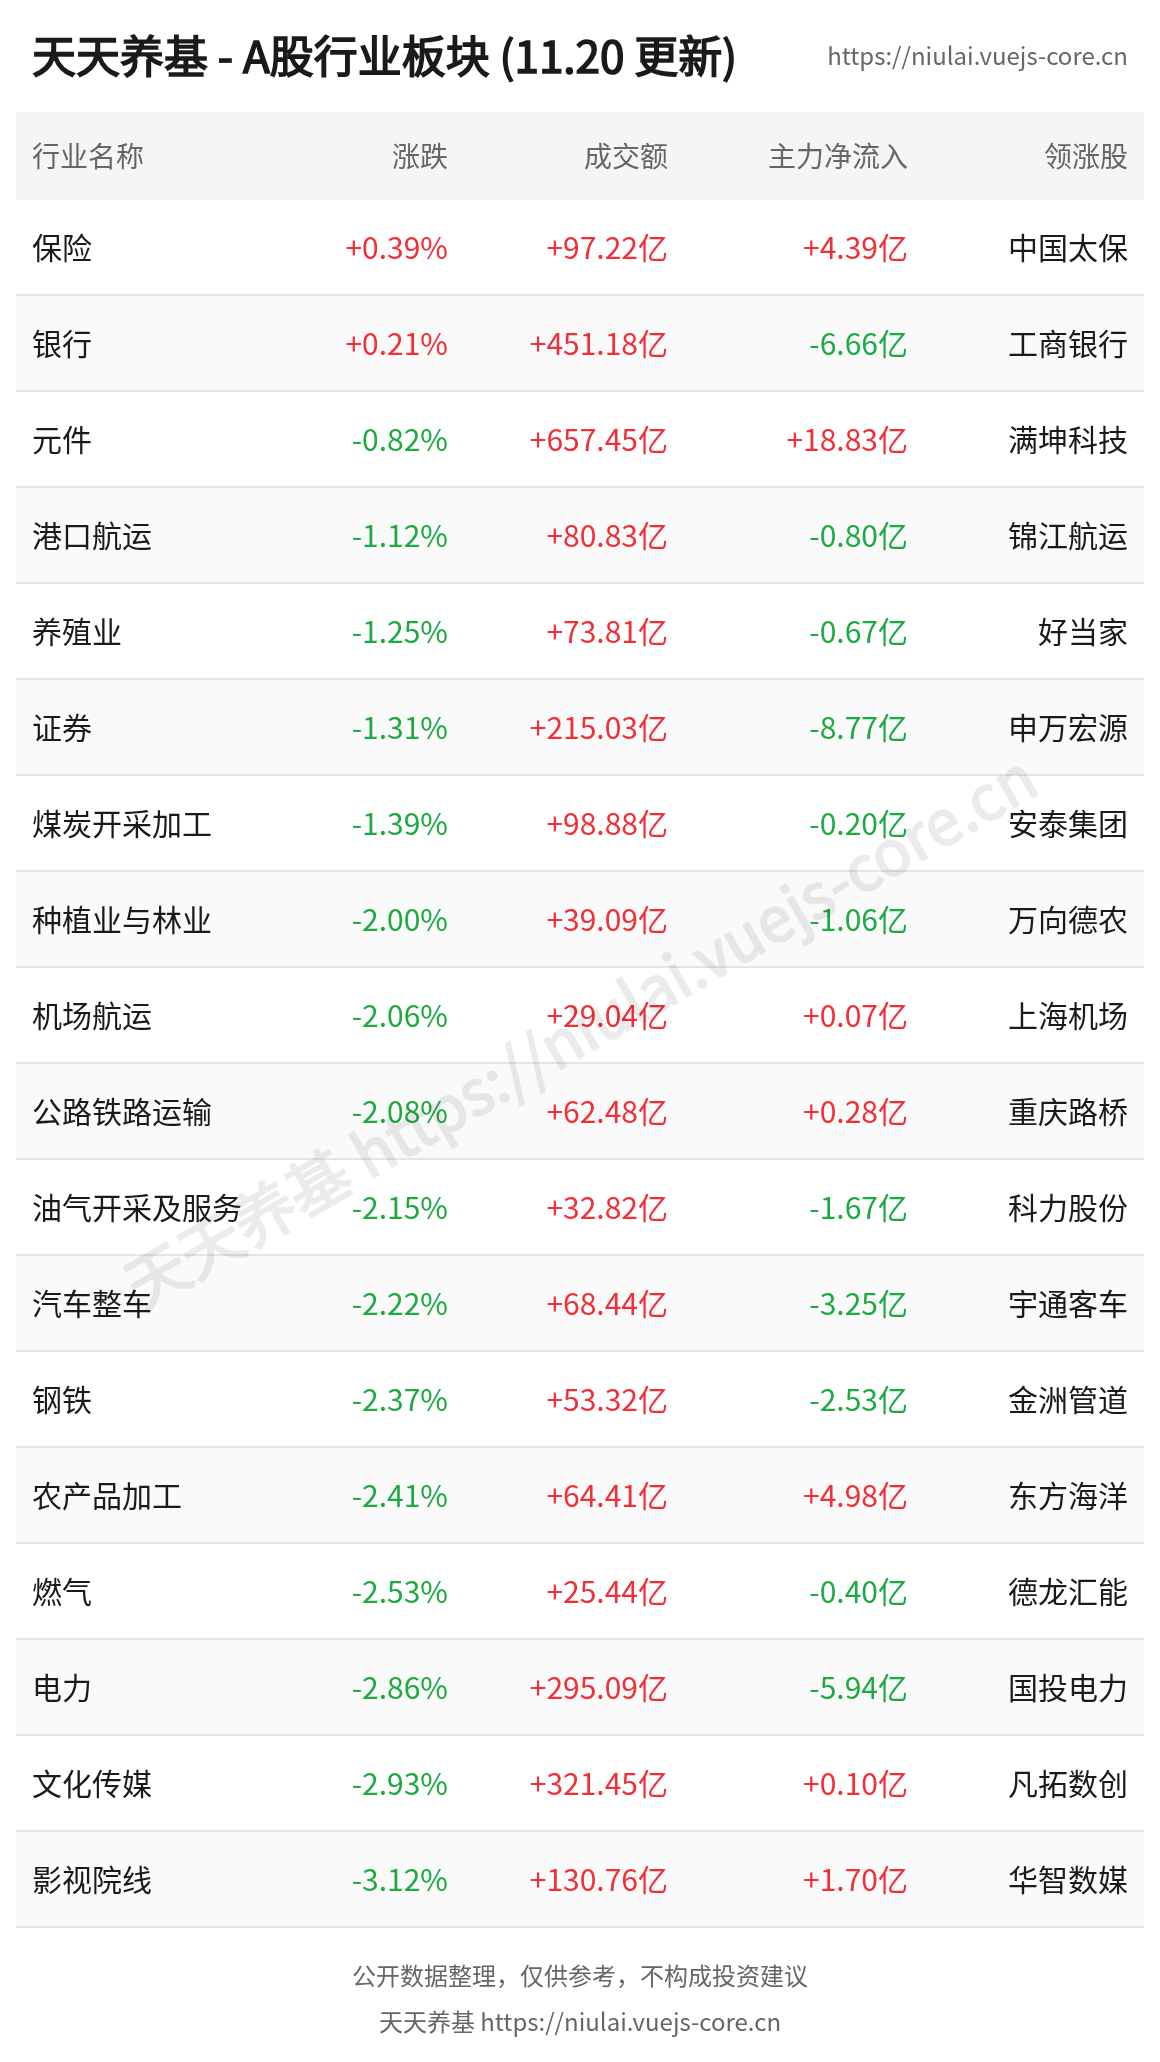 天天养基 - A股行业板块 (11.20 更新) https://niulai.vuejs-core.cn
行业名称 涨跌 成交额 主力净流入 领涨股
保险 +0.39% +97.22亿 +4.39亿 中国太保
银行 +0.21% +451.18亿 -6.66亿 工商银行
元件 -0.82% +657.45亿 +18.83亿 满坤科技
港口航运 -1.12% +80.83亿 -0.80亿 锦江航运
养殖业 -1.25% +73.81亿 -0.67亿 好当家
证券 -1.31% +215.03亿 -8.77亿 申万宏源
煤炭开采加工 -1.39% +98.88亿 -0.20亿 安泰集团
种植业与林业 -2.00% +39.09亿 -1.06亿 万向德农
机场航运 -2.06% +29.04亿 +0.07亿 上海机场
公路铁路运输 -2.08% +62.48亿 +0.28亿 重庆路桥
油气开采及服务 -2.15% +32.82亿 -1.67亿 科力股份
汽车整车 -2.22% +68.44亿 -3.25亿 宇通客车
钢铁 -2.37% +53.32亿 -2.53亿 金洲管道
农产品加工 -2.41% +64.41亿 +4.98亿 东方海洋
燃气 -2.53% +25.44亿 -0.40亿 德龙汇能
电力 -2.86% +295.09亿 -5.94亿 国投电力
文化传媒 -2.93% +321.45亿 +0.10亿 凡拓数创
影视院线 -3.12% +130.76亿 +1.70亿 华智数媒
天天养基 https://niulai.vuejs-core.cn
公开数据整理，仅供参考，不构成投资建议
天天养基 https://niulai.vuejs-core.cn